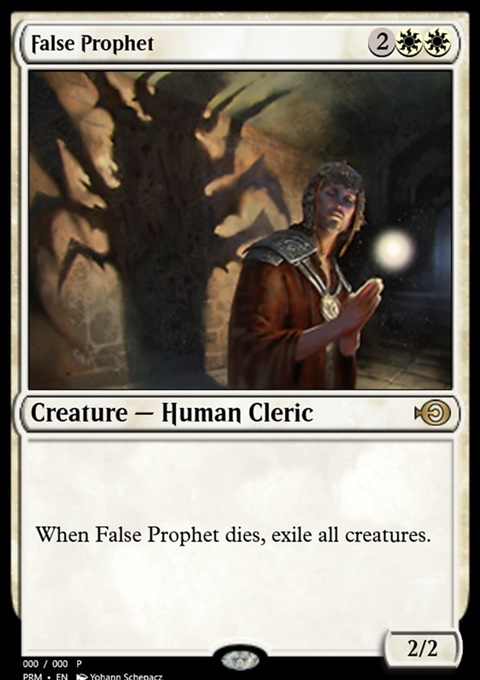 False Prophet 2
Creature — Human Cleric
When False Prophet dies, exile all creatures.
2/2
000 / 000 P
PRM • EN Yohann Schepacz